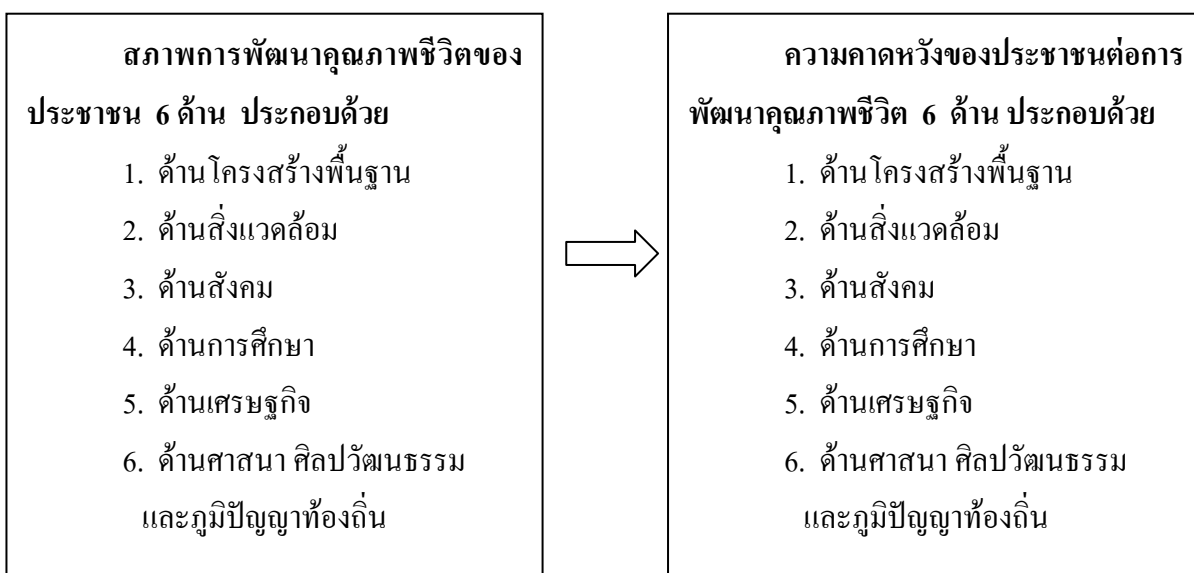 สภาพการพัฒนาคุณภาพชีวิตของ
ประชาชน 6 ด้าน ประกอบด้วย
1. ด้านโครงสร้างพื้นฐาน
2. ด้านสิ่งแวดล้อม
3. ด้านสังคม
4. ด้านการศึกษา
5. ด้านเศรษฐกิจ
6. ด้านศาสนา ศิลปวัฒนธรรม
และภูมิปัญญาท้องถิ่น
ความคาดหวังของประชาชนต่อการ
พัฒนาคุณภาพชีวิต 6 ด้าน ประกอบด้วย
1. ด้านโครงสร้างพื้นฐาน
2. ด้านสิ่งแวดล้อม
3. ด้านสังคม
4. ด้านการศึกษา
5. ด้านเศรษฐกิจ
6. ด้านศาสนา ศิลปวัฒนธรรม
และภูมิปัญญาท้องถิ่น